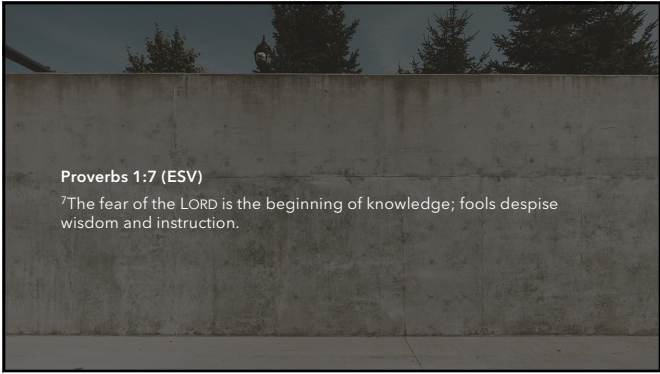 Proverbs 1:7 (ESV)
⁷The fear of the LORD is the beginning of knowledge; fools despise
wisdom and instruction.